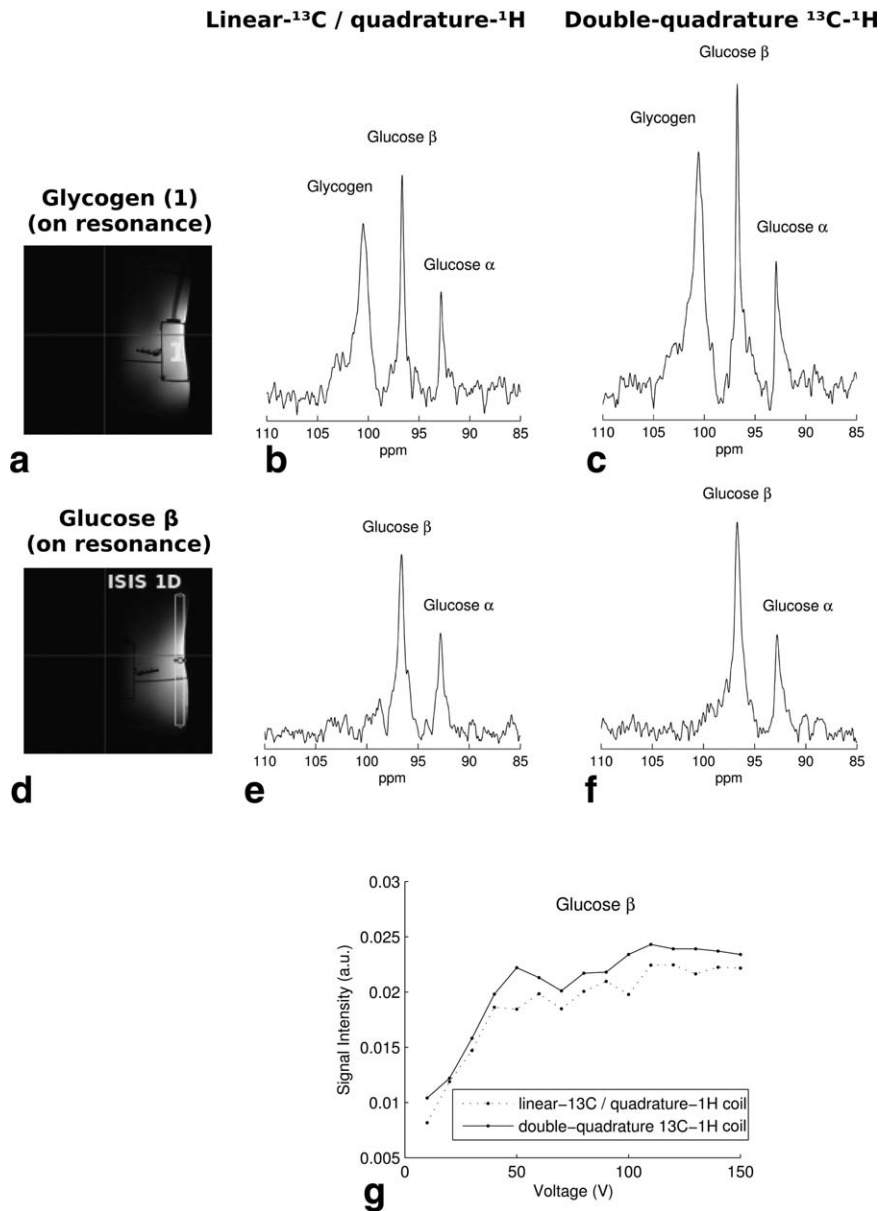 Linear-¹³C / quadrature-¹H
Double-quadrature ¹³C-¹H
Glycogen (1)
(on resonance)
1
a
Glycogen
Glucose β
Glucose α
110 105 100 95 90 85
ppm
b
Glycogen
Glucose β
Glucose α
110 105 100 95 90 85
ppm
c
Glucose β
(on resonance)
ISIS 1D
d
Glucose β
Glucose α
110 105 100 95 90 85
ppm
e
Glucose β
Glucose α
110 105 100 95 90 85
ppm
f
Glucose β
Signal Intensity (a.u.)
0.03
0.025
0.02
0.015
0.01
0.005
linear-13C / quadrature-1H coil
double-quadrature 13C-1H coil
0 50 100 150
Voltage (V)
g